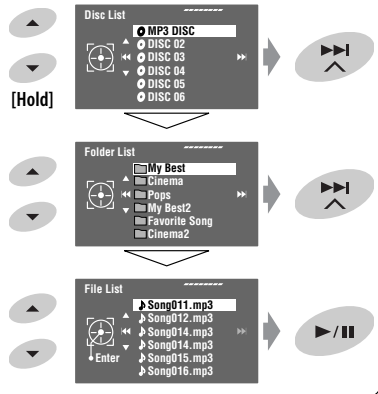 Disc List
MP3 DISC
DISC 02
DISC 03
DISC 04
DISC 05
DISC 06
[Hold]
Folder List
My Best
Cinema
Pops
My Best2
Favorite Song
Cinema2
File List
Song011.mp3
Song012.mp3
Song014.mp3
Song014.mp3
Song015.mp3
Song016.mp3
Enter